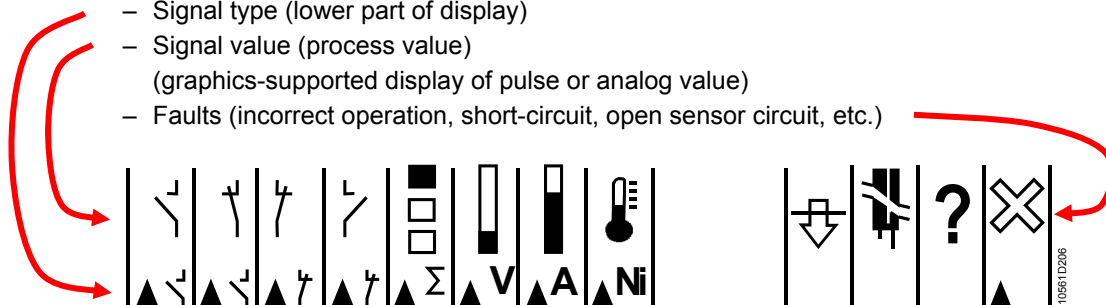 – Signal type (lower part of display)
– Signal value (process value)
(graphics-supported display of pulse or analog value)
– Faults (incorrect operation, short-circuit, open sensor circuit, etc.)
?
Σ V A Ni
10561D206